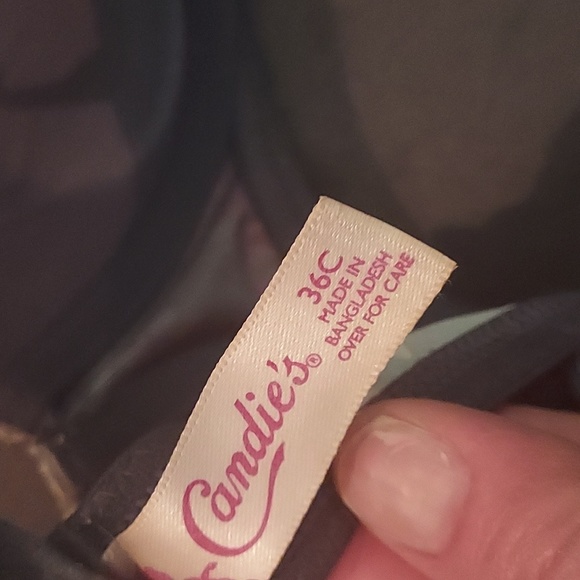 Candie's®
36C
MADE IN
BANGLADESH
OVER FOR CARE